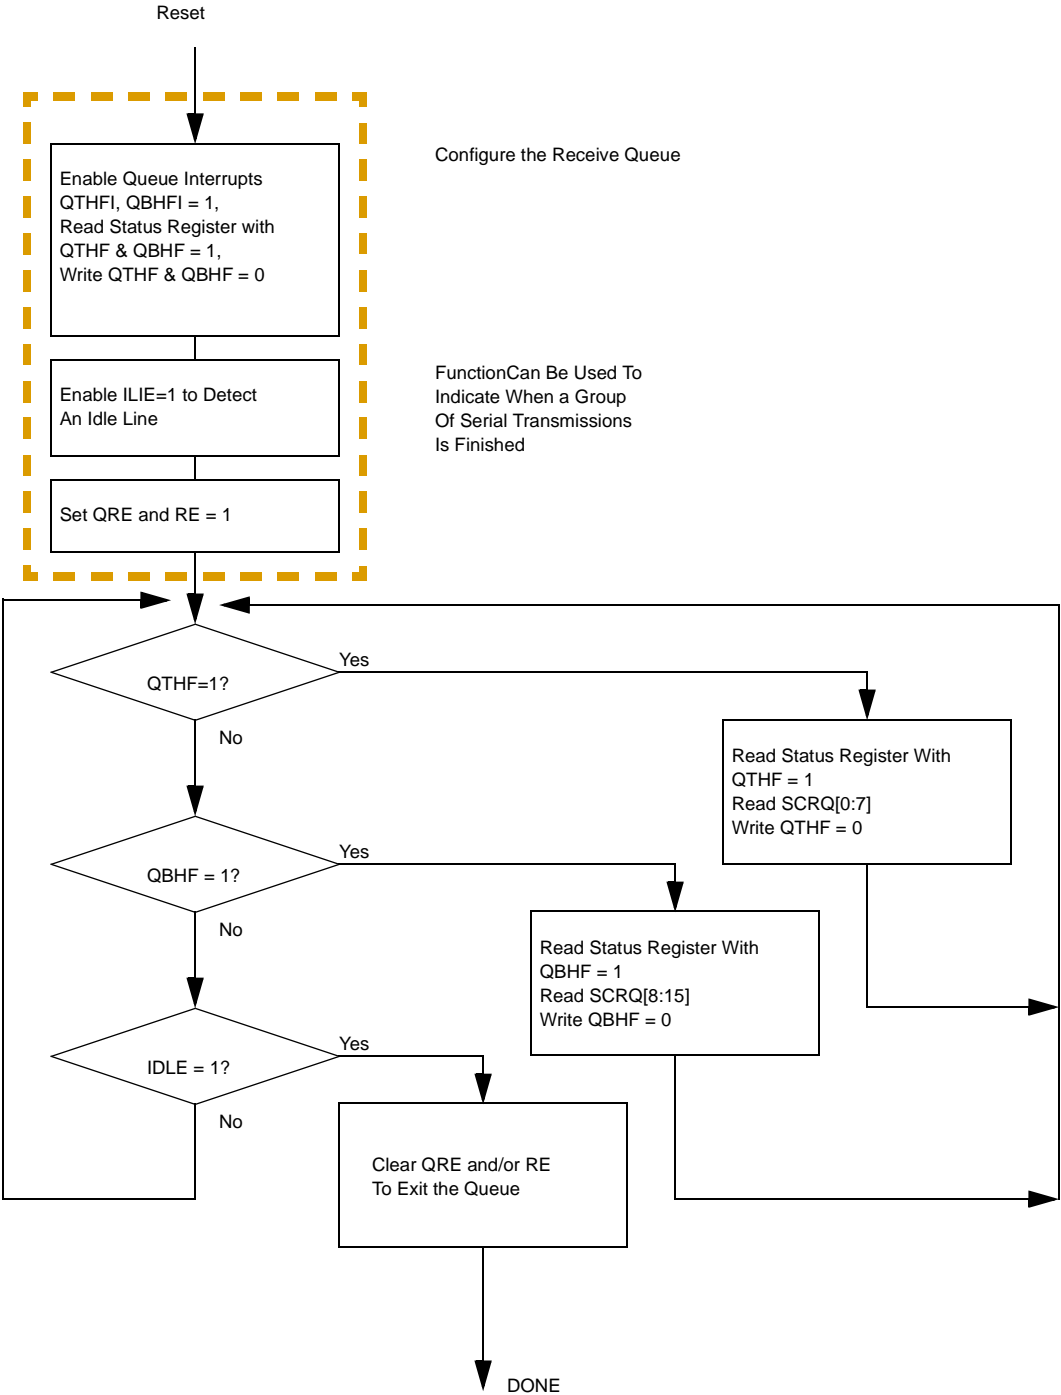 Reset
Configure the Receive Queue
Enable Queue Interrupts
QTHFI, QBHFI = 1,
Read Status Register with
QTHF & QBHF = 1,
Write QTHF & QBHF = 0
Enable ILIE=1 to Detect
An Idle Line
FunctionCan Be Used To
Indicate When a Group
Of Serial Transmissions
Is Finished
Set QRE and RE = 1
QTHF=1?
Yes
No
Read Status Register With
QTHF = 1
Read SCRQ[0:7]
Write QTHF = 0
QBHF = 1?
Yes
No
Read Status Register With
QBHF = 1
Read SCRQ[8:15]
Write QBHF = 0
IDLE = 1?
Yes
No
Clear QRE and/or RE
To Exit the Queue
DONE